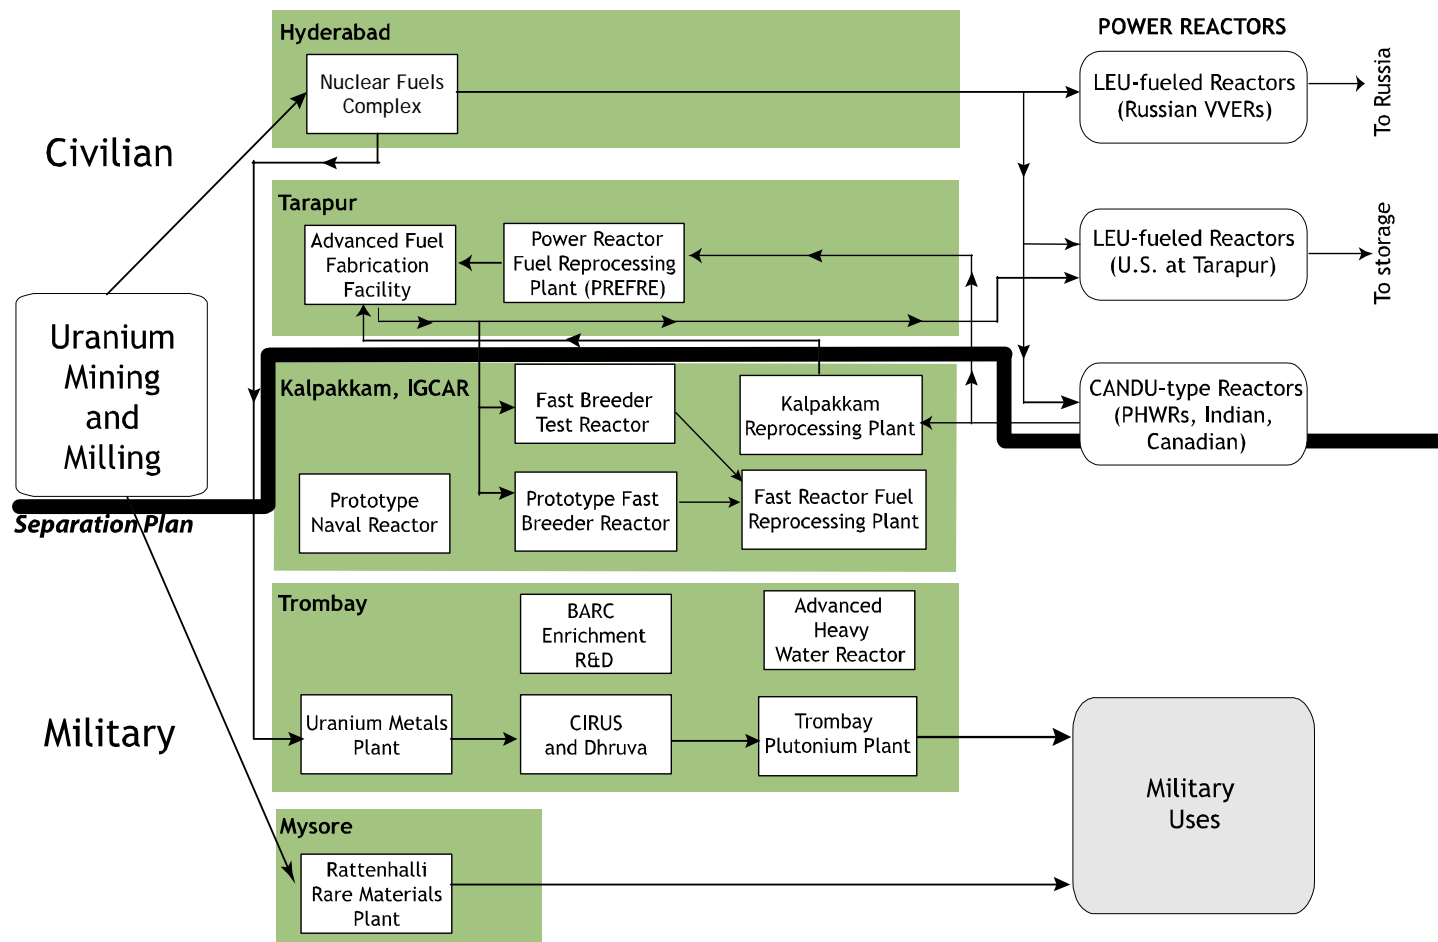 Hyderabad
POWER REACTORS
Nuclear Fuels
Complex
LEU-fueled Reactors
(Russian VVERs)
To Russia
Civilian
Tarapur
Advanced Fuel
Fabrication
Facility
Power Reactor
Fuel Reprocessing
Plant (PREFRE)
LEU-fueled Reactors
(U.S. at Tarapur)
To storage
Uranium
Mining
and
Milling
Kalpakkam, IGCAR
Fast Breeder
Test Reactor
Kalpakkam
Reprocessing Plant
CANDU-type Reactors
(PHWRs, Indian,
Canadian)
Prototype
Naval Reactor
Prototype Fast
Breeder Reactor
Fast Reactor Fuel
Reprocessing Plant
Separation Plan
Trombay
BARC
Enrichment
R&D
Advanced
Heavy
Water Reactor
Military
Uranium Metals
Plant
CIRUS
and Dhruva
Trombay
Plutonium Plant
Military
Uses
Mysore
Rattenhalli
Rare Materials
Plant